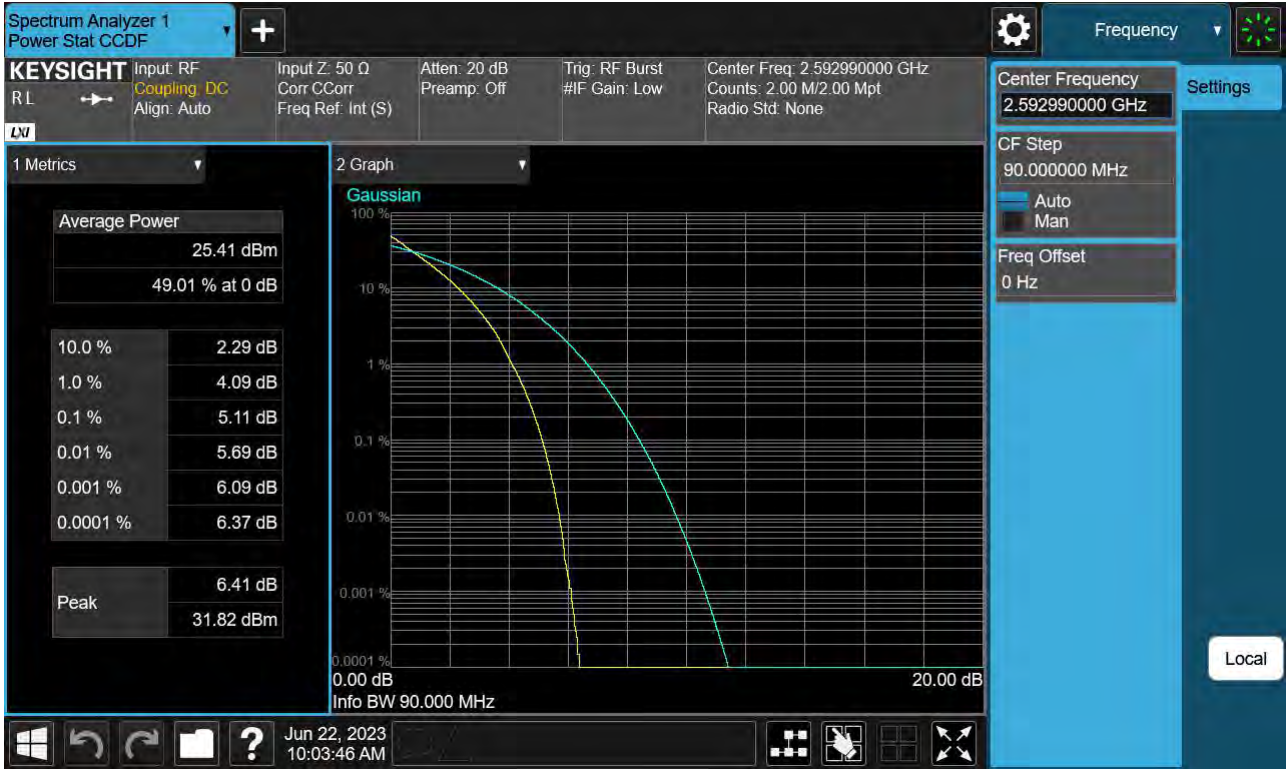 Spectrum Analyzer 1
Power Stat CCDF
+
Frequency
KEYSIGHT
R L
LXI
Input: RF
Coupling: DC
Align: Auto
Input Z: 50 Ω
Corr CCorr
Freq Ref: Int (S)
Atten: 20 dB
Preamp: Off
Trig: RF Burst
#IF Gain: Low
Center Freq: 2.592990000 GHz
Counts: 2.00 M/2.00 Mpt
Radio Std: None
Center Frequency
2.592990000 GHz
Settings
CF Step
90.000000 MHz
Auto
Man
Freq Offset
0 Hz
Local
1 Metrics
Average Power
25.41 dBm
49.01 % at 0 dB
10.0 % 2.29 dB
1.0 % 4.09 dB
0.1 % 5.11 dB
0.01 % 5.69 dB
0.001 % 6.09 dB
0.0001 % 6.37 dB
Peak
6.41 dB
31.82 dBm
2 Graph
Gaussian
100 %
10 %
1 %
0.1 %
0.01 %
0.001 %
0.0001 %
0.00 dB 20.00 dB
Info BW 90.000 MHz
?
Jun 22, 2023
10:03:46 AM